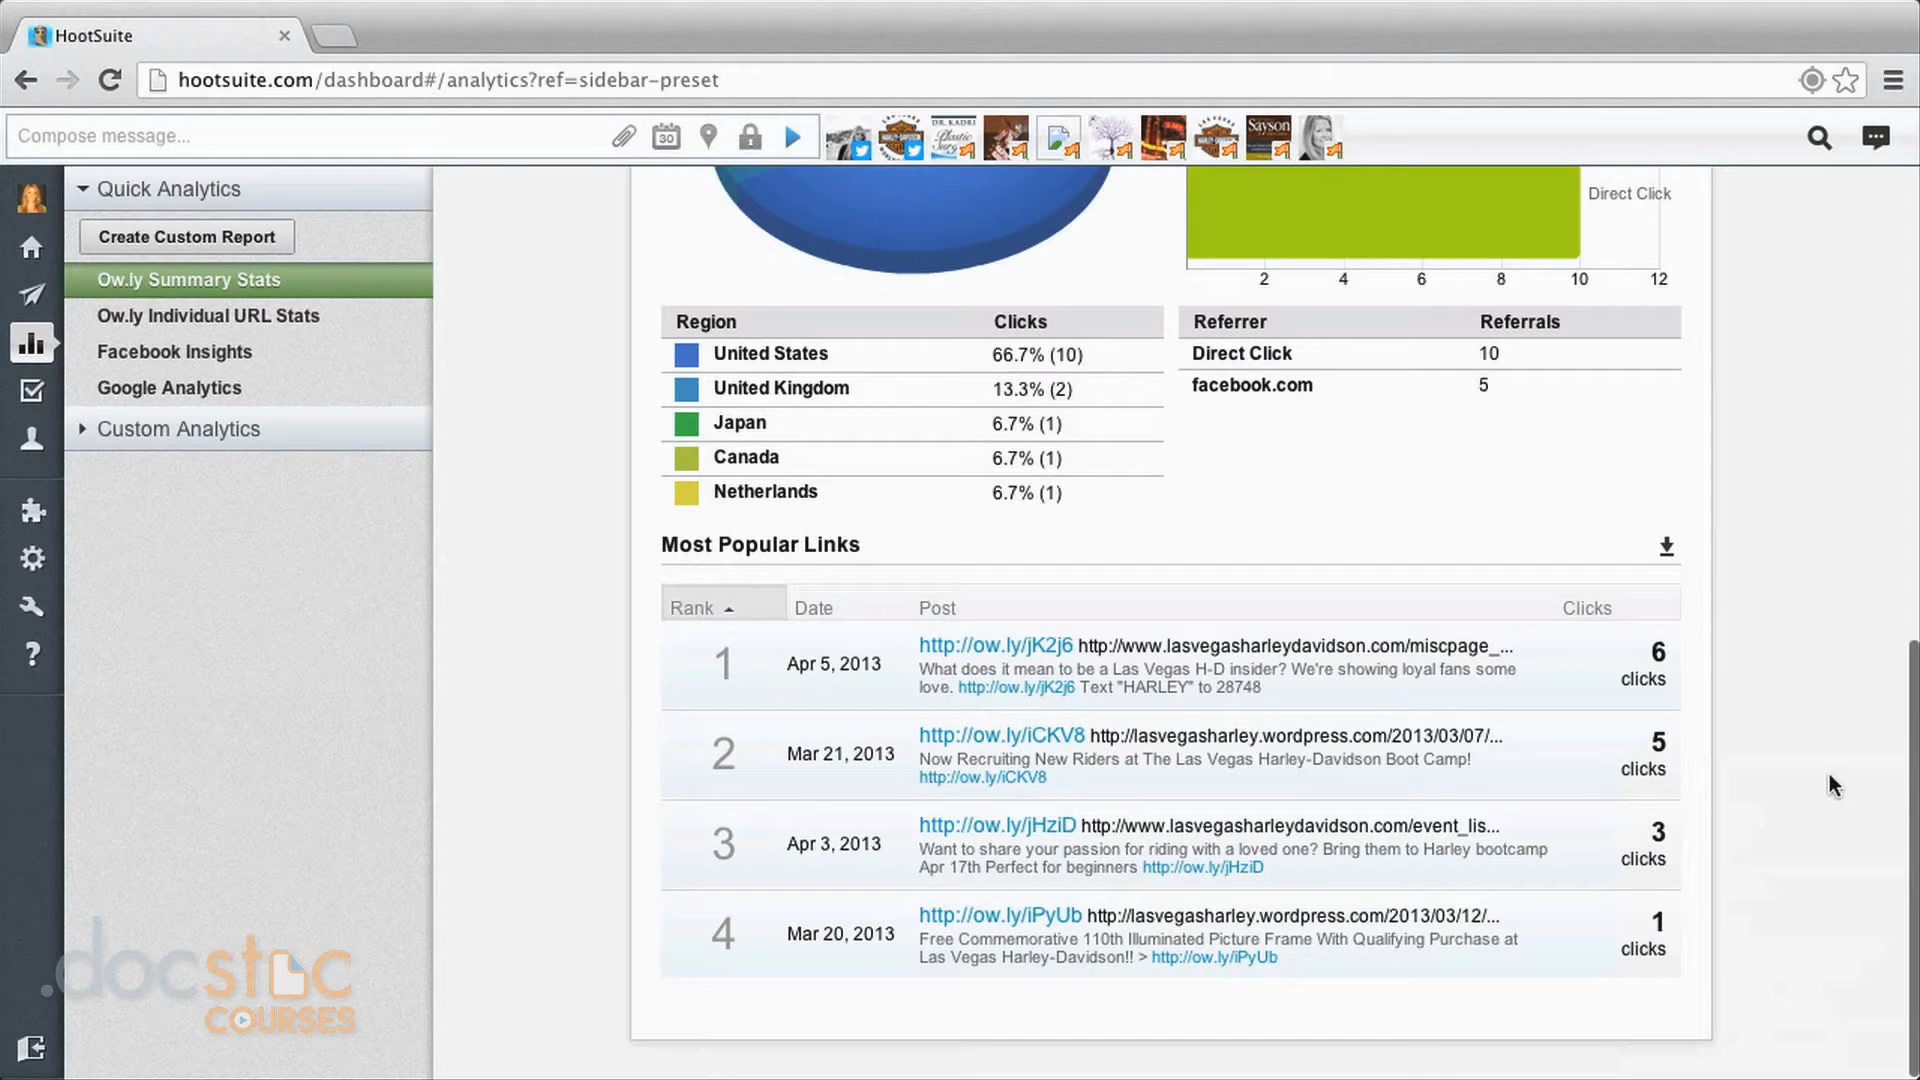 HootSuite
hootsuite.com/dashboard#/analytics?ref=sidebar-preset
Compose message...
30
DR. KADRI
Plastic
Surg
Sayson
Quick Analytics
Create Custom Report
Ow.ly Summary Stats
Ow.ly Individual URL Stats
Facebook Insights
Google Analytics
Custom Analytics
Direct Click
2 4 6 8 10 12
Region Clicks
United States 66.7% (10)
United Kingdom 13.3% (2)
Japan 6.7% (1)
Canada 6.7% (1)
Netherlands 6.7% (1)
Referrer Referrals
Direct Click 10
facebook.com 5
Most Popular Links
Rank Date Post Clicks
1 Apr 5, 2013 http://ow.ly/jK2j6 http://www.lasvegasharleydavidson.com/miscpage_... 6 clicks
What does it mean to be a Las Vegas H-D insider? We're showing loyal fans some
love. http://ow.ly/jK2j6 Text "HARLEY" to 28748
2 Mar 21, 2013 http://ow.ly/iCKV8 http://lasvegasharley.wordpress.com/2013/03/07/... 5 clicks
Now Recruiting New Riders at The Las Vegas Harley-Davidson Boot Camp!
http://ow.ly/iCKV8
3 Apr 3, 2013 http://ow.ly/jHziD http://www.lasvegasharleydavidson.com/event_lis... 3 clicks
Want to share your passion for riding with a loved one? Bring them to Harley bootcamp
Apr 17th Perfect for beginners http://ow.ly/jHziD
4 Mar 20, 2013 http://ow.ly/iPyUb http://lasvegasharley.wordpress.com/2013/03/12/... 1 clicks
Free Commemorative 110th Illuminated Picture Frame With Qualifying Purchase at
Las Vegas Harley-Davidson!! > http://ow.ly/iPyUb
.docstoc
COURSES